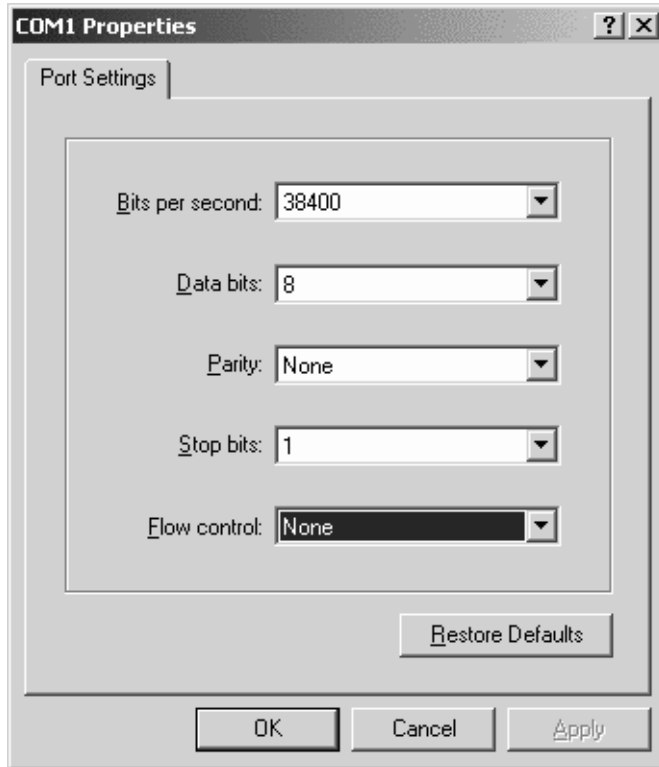 COM1 Properties
Port Settings
Bits per second: 38400
Data bits: 8
Parity: None
Stop bits: 1
Flow control: None
Restore Defaults
OK Cancel Apply